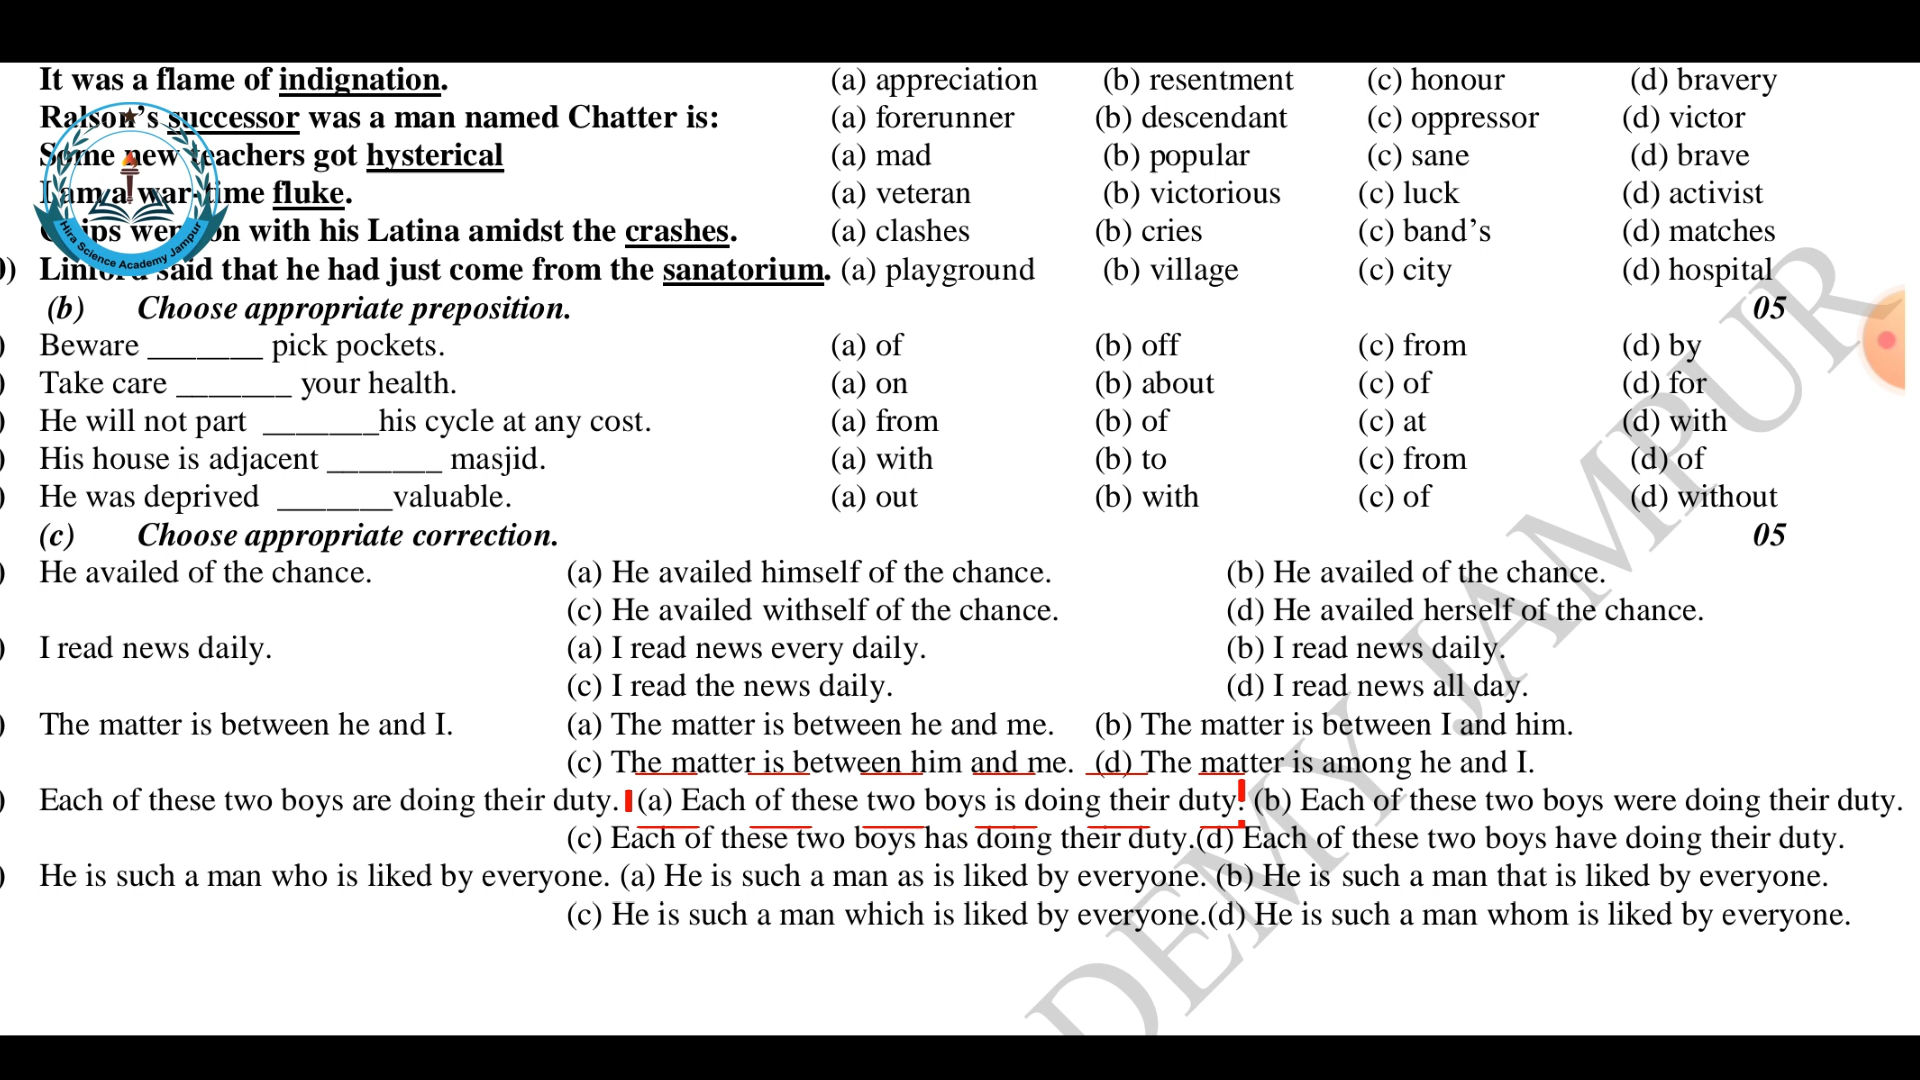 It was a flame of indignation. (a) appreciation (b) resentment (c) honour (d) bravery
Ralson's successor was a man named Chatter is: (a) forerunner (b) descendant (c) oppressor (d) victor
Some new teachers got hysterical (a) mad (b) popular (c) sane (d) brave
I am a war-time fluke. (a) veteran (b) victorious (c) luck (d) activist
went on with his Latina amidst the crashes. (a) clashes (b) cries (c) band's (d) matches
) Linford said that he had just come from the sanatorium. (a) playground (b) village (c) city (d) hospital
(b) Choose appropriate preposition. 05
) Beware _______ pick pockets. (a) of (b) off (c) from (d) by
) Take care _______ your health. (a) on (b) about (c) of (d) for
) He will not part _______his cycle at any cost. (a) from (b) of (c) at (d) with
) His house is adjacent _______ masjid. (a) with (b) to (c) from (d) of
) He was deprived _______valuable. (a) out (b) with (c) of (d) without
(c) Choose appropriate correction. 05
) He availed of the chance. (a) He availed himself of the chance. (b) He availed of the chance.
(c) He availed withself of the chance. (d) He availed herself of the chance.
) I read news daily. (a) I read news every daily. (b) I read news daily.
(c) I read the news daily. (d) I read news all day.
) The matter is between he and I. (a) The matter is between he and me. (b) The matter is between I and him.
(c) The matter is between him and me. (d) The matter is among he and I.
) Each of these two boys are doing their duty. (a) Each of these two boys is doing their duty. (b) Each of these two boys were doing their duty.
(c) Each of these two boys has doing their duty.(d) Each of these two boys have doing their duty.
) He is such a man who is liked by everyone. (a) He is such a man as is liked by everyone. (b) He is such a man that is liked by everyone.
(c) He is such a man which is liked by everyone.(d) He is such a man whom is liked by everyone.
Hira Science Academy Jampur
DEMY JAMPUR